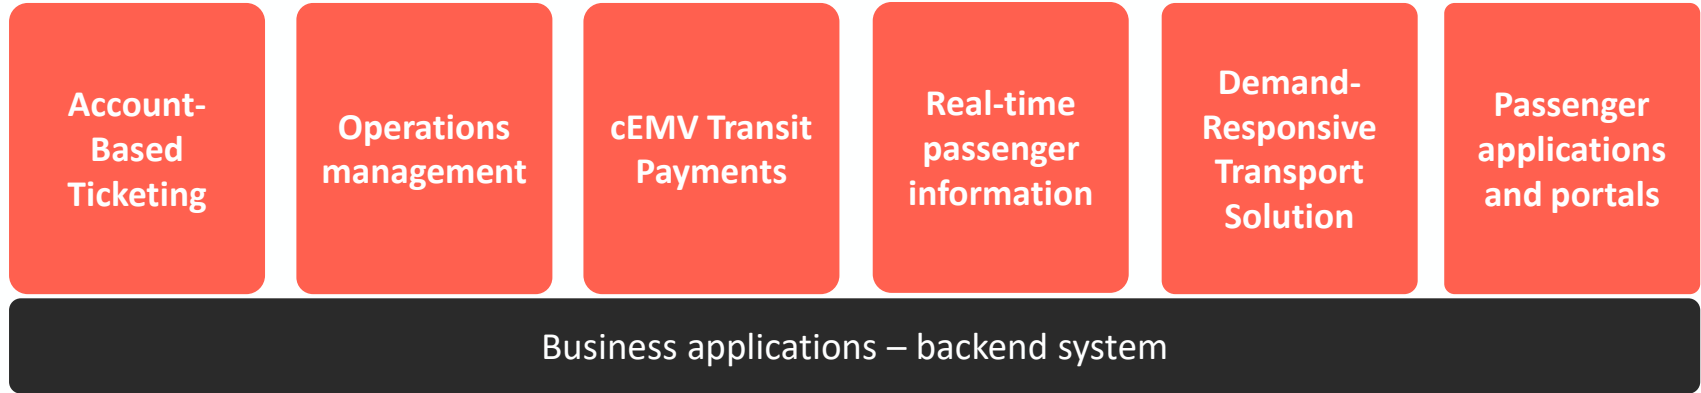 Account-
Based
Ticketing
Operations
management
cEMV Transit
Payments
Real-time
passenger
information
Demand-
Responsive
Transport
Solution
Passenger
applications
and portals
Business applications – backend system